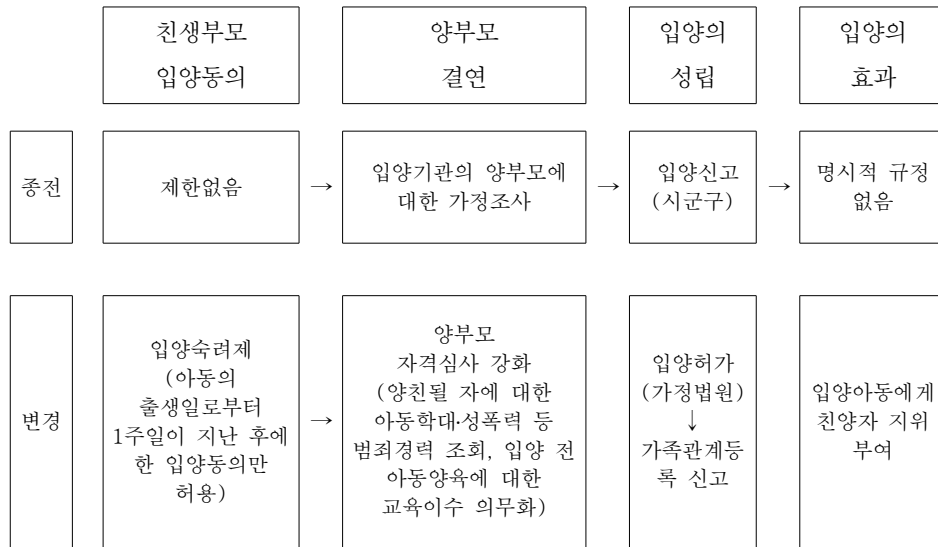 친생부모
입양동의
양부모
결연
입양의
성립
입양의
효과
종전
제한없음
→
입양기관의 양부모에
대한 가정조사
→
입양신고
(시군구)
→
명시적 규정
없음
변경
입양숙려제
(아동의
출생일로부터
1주일이 지난 후에
한 입양동의만
허용)
→
양부모
자격심사 강화
(양친될 자에 대한
아동학대·성폭력 등
범죄경력 조회, 입양 전
아동양육에 대한
교육이수 의무화)
입양허가
(가정법원)
↓
가족관계등
록 신고
입양아동에게
친양자 지위
부여